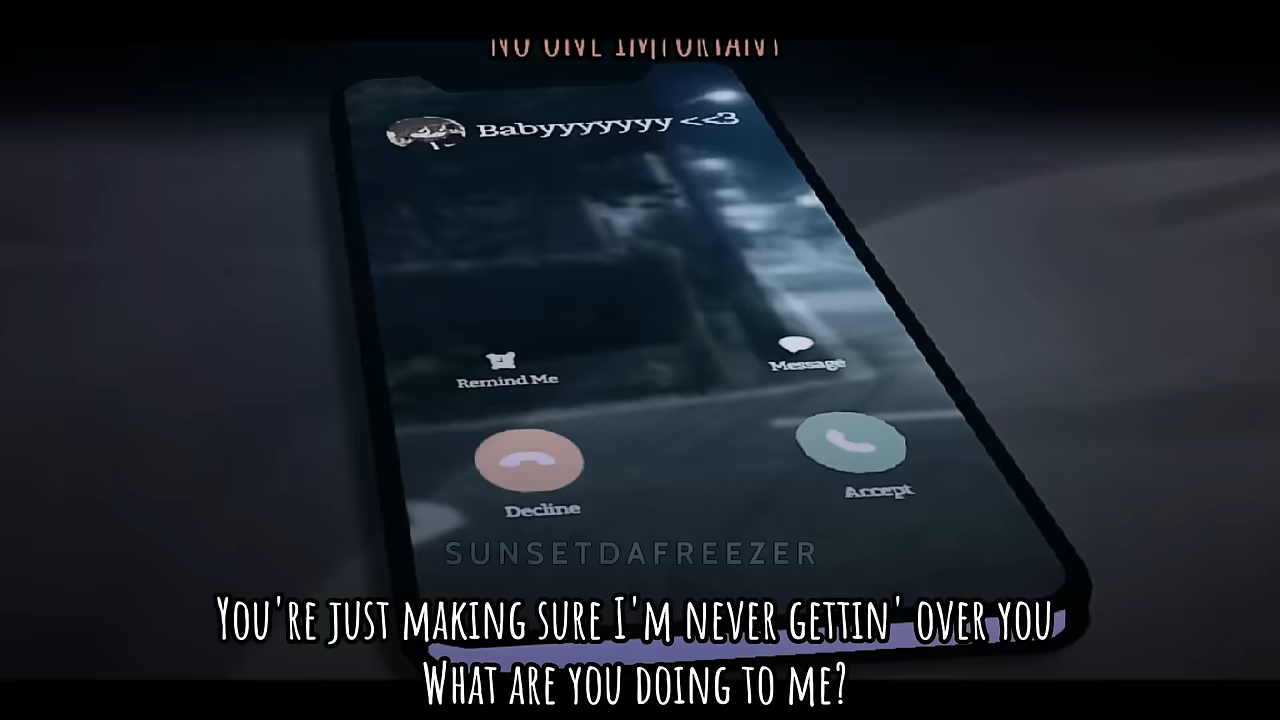 NO ONE IMPORTANT
Babyyyyyyy <<3
Remind Me
Message
Decline
Accept
SUNSETDAFREEZER
You're just making sure I'm never gettin' over you
What are you doing to me?